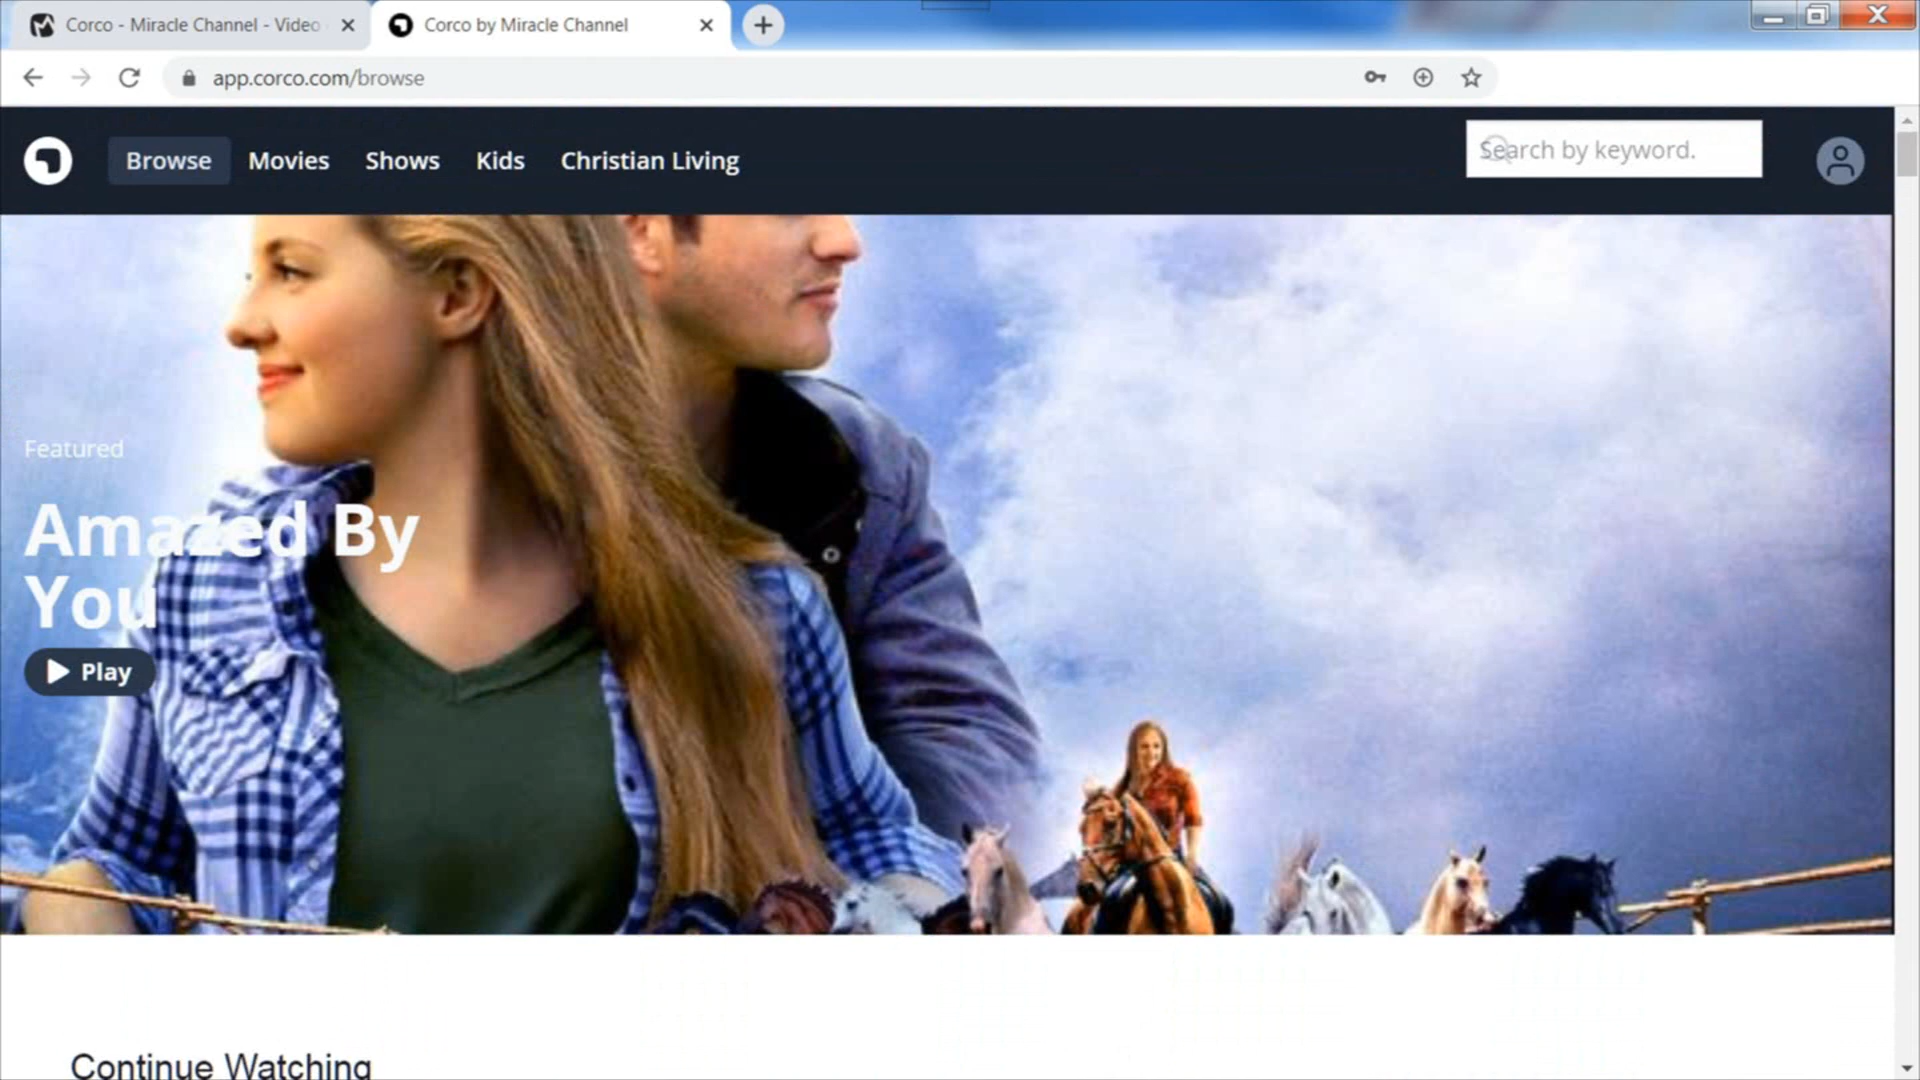 Corco - Miracle Channel - Video
Corco by Miracle Channel
app.corco.com/browse
Browse Movies Shows Kids Christian Living
Search by keyword.
Featured
Amazed By
You
Play
Continue Watching